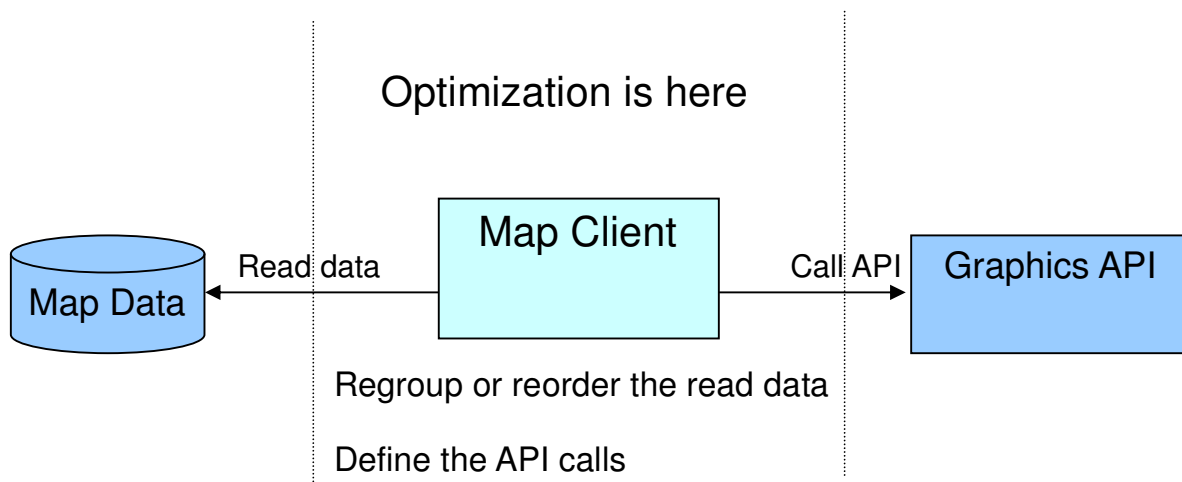 Optimization is here
Map Client
Read data
Call API
Graphics API
Map Data
Regroup or reorder the read data
Define the API calls